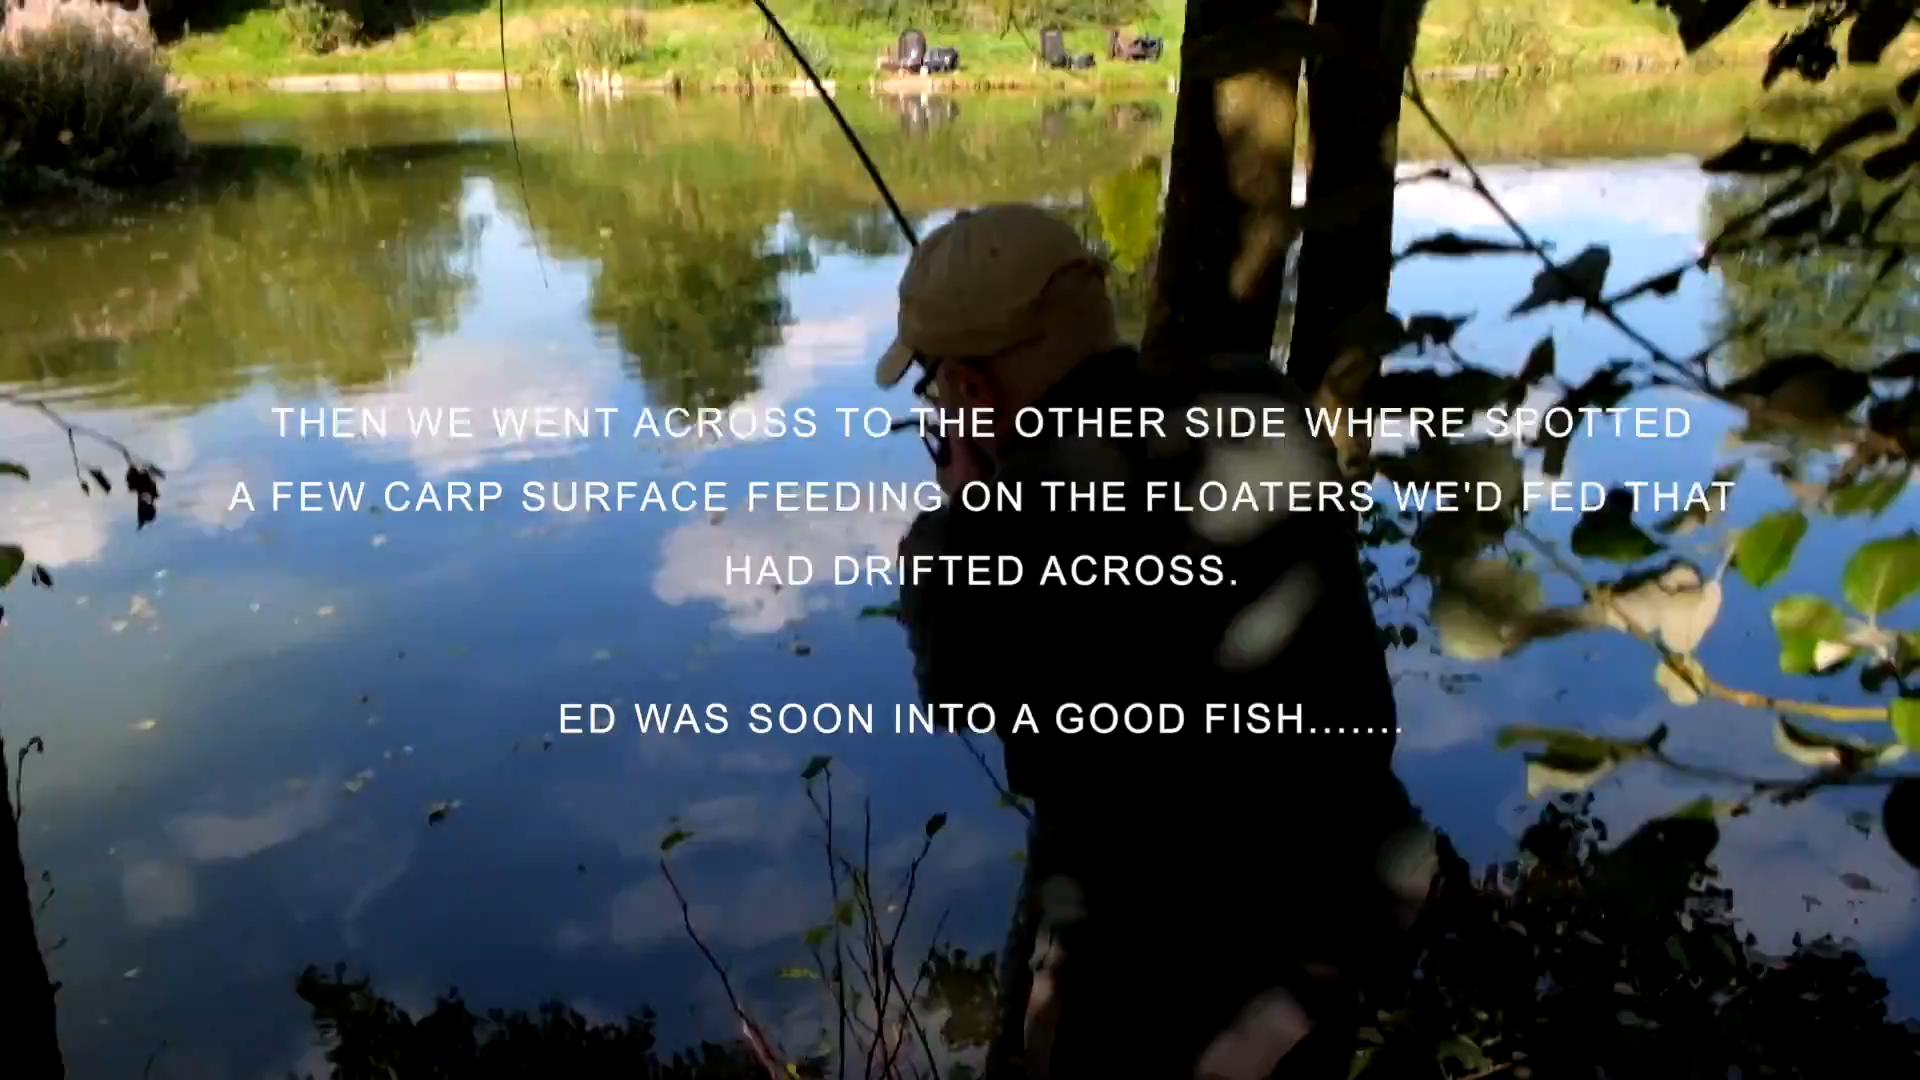 THEN WE WENT ACROSS TO THE OTHER SIDE WHERE SPOTTED
A FEW CARP SURFACE FEEDING ON THE FLOATERS WE'D FED THAT
HAD DRIFTED ACROSS.
ED WAS SOON INTO A GOOD FISH.......